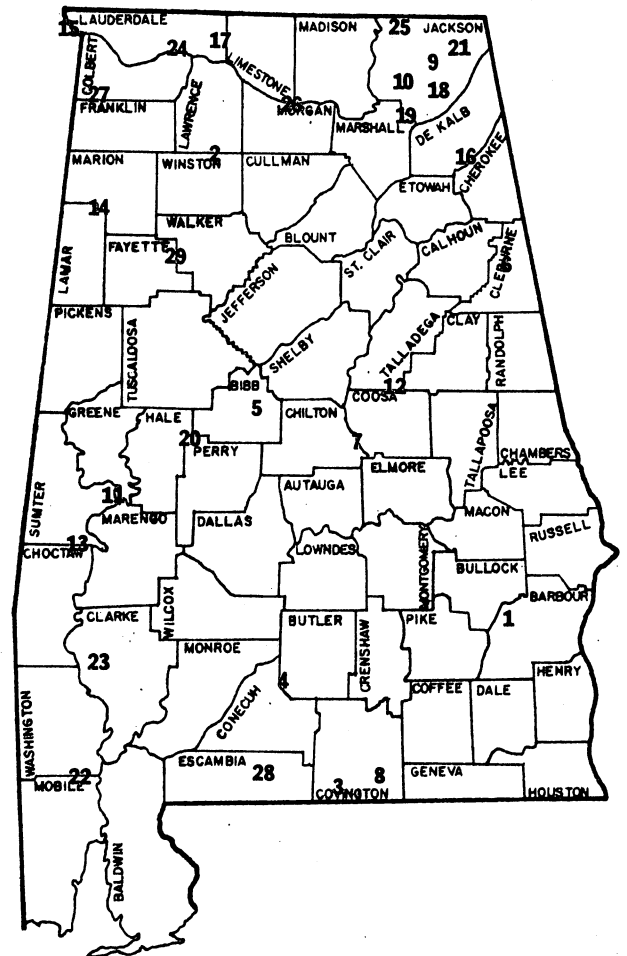 LAUDERDALE
15
24
17
MADISON
25
JACKSON
21
9
10
18
19
COLBERT
LIMESTONE
27
FRANKLIN
LAWRENCE
26
MORGAN
MARSHALL
DE KALB
MARION
WINSTON
2
CULLMAN
16
CHEROKEE
ETOWAH
14
WALKER
BLOUNT
LAMAR
FAYETTE
29
ST. CLAIR
CALHOUN
CLEBURNE
JEFFERSON
PICKENS
TUSCALOOSA
SHELBY
TALLADEGA
CLAY
RANDOLPH
BIBB
5
12
COOSA
GREENE
HALE
CHILTON
20
PERRY
7
TALLAPOOSA
CHAMBERS
ELMORE
LEE
SUMTER
11
AUTAUGA
MARENGO
DALLAS
MACON
RUSSELL
13
CHOCTAW
LOWNDES
MONTGOMERY
BULLOCK
BARBOUR
CLARKE
WILCOX
BUTLER
CRENSHAW
PIKE
1
23
MONROE
4
CONECUH
COFFEE
DALE
HENRY
WASHINGTON
ESCAMBIA
28
22
MOBILE
3
8
COVINGTON
GENEVA
HOUSTON
BALDWIN